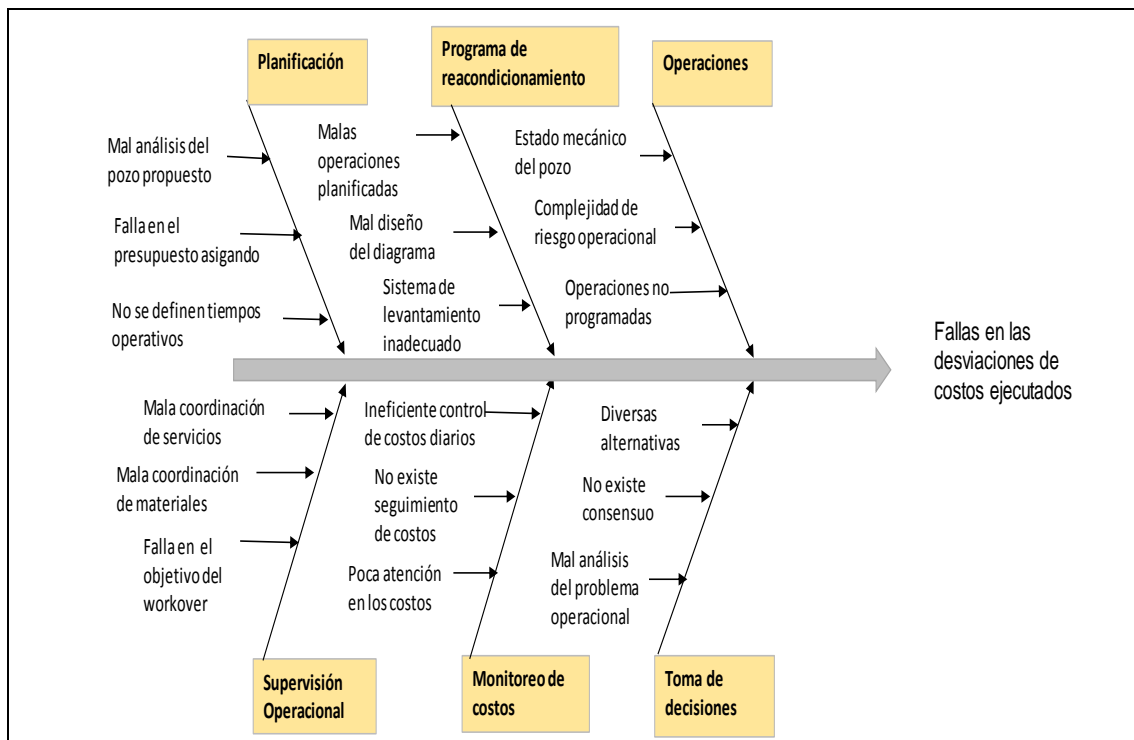 Planificación
Programa de
reacondicionamiento
Operaciones
Mal análisis del
pozo propuesto
Falla en el
presupuesto asigando
No se definen tiempos
operativos
Malas
operaciones
planificadas
Mal diseño
del diagrama
Sistema de
levantamiento
inadecuado
Estado mecánico
del pozo
Complejidad de
riesgo operacional
Operaciones no
programadas
Fallas en las
desviaciones de
costos ejecutados
Mala coordinación
de servicios
Mala coordinación
de materiales
Falla en el
objetivo del
workover
Ineficiente control
de costos diarios
No existe
seguimiento
de costos
Poca atención
en los costos
Diversas
alternativas
No existe
consensuo
Mal análisis
del problema
operacional
Supervisión
Operacional
Monitoreo de
costos
Toma de
decisiones